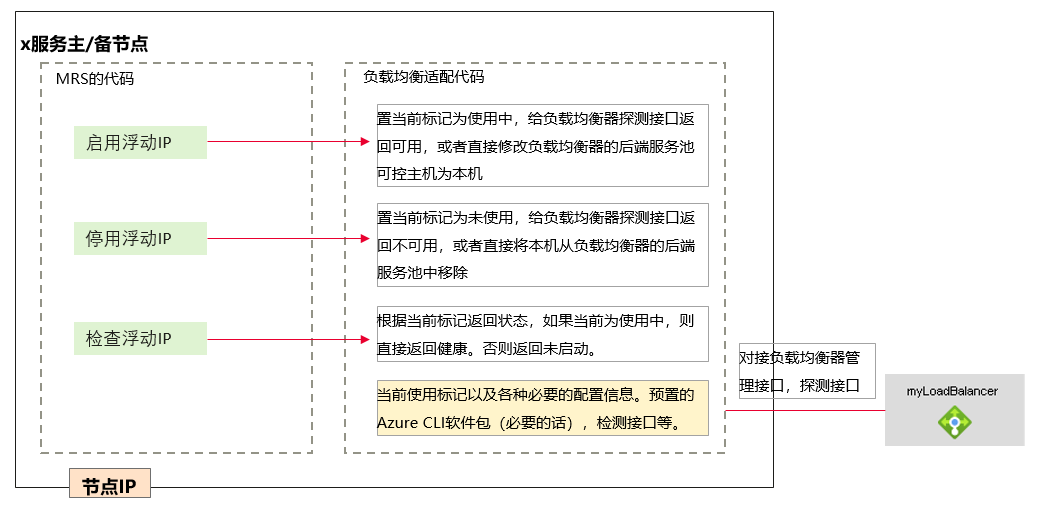 x服务主/备节点
MRS的代码
负载均衡适配代码
启用浮动IP
置当前标记为使用中，给负载均衡器探测接口返
回可用，或者直接修改负载均衡器的后端服务池
可控主机为本机
停用浮动IP
置当前标记为未使用，给负载均衡器探测接口返
回不可用，或者直接将本机从负载均衡器的后端
服务池中移除
检查浮动IP
根据当前标记返回状态，如果当前为使用中，则
直接返回健康。否则返回未启动。
当前使用标记以及各种必要的配置信息。预置的
Azure CLI软件包（必要的话）, 检测接口等。
对接负载均衡器管
理接口，探测接口
myLoadBalancer
节点IP